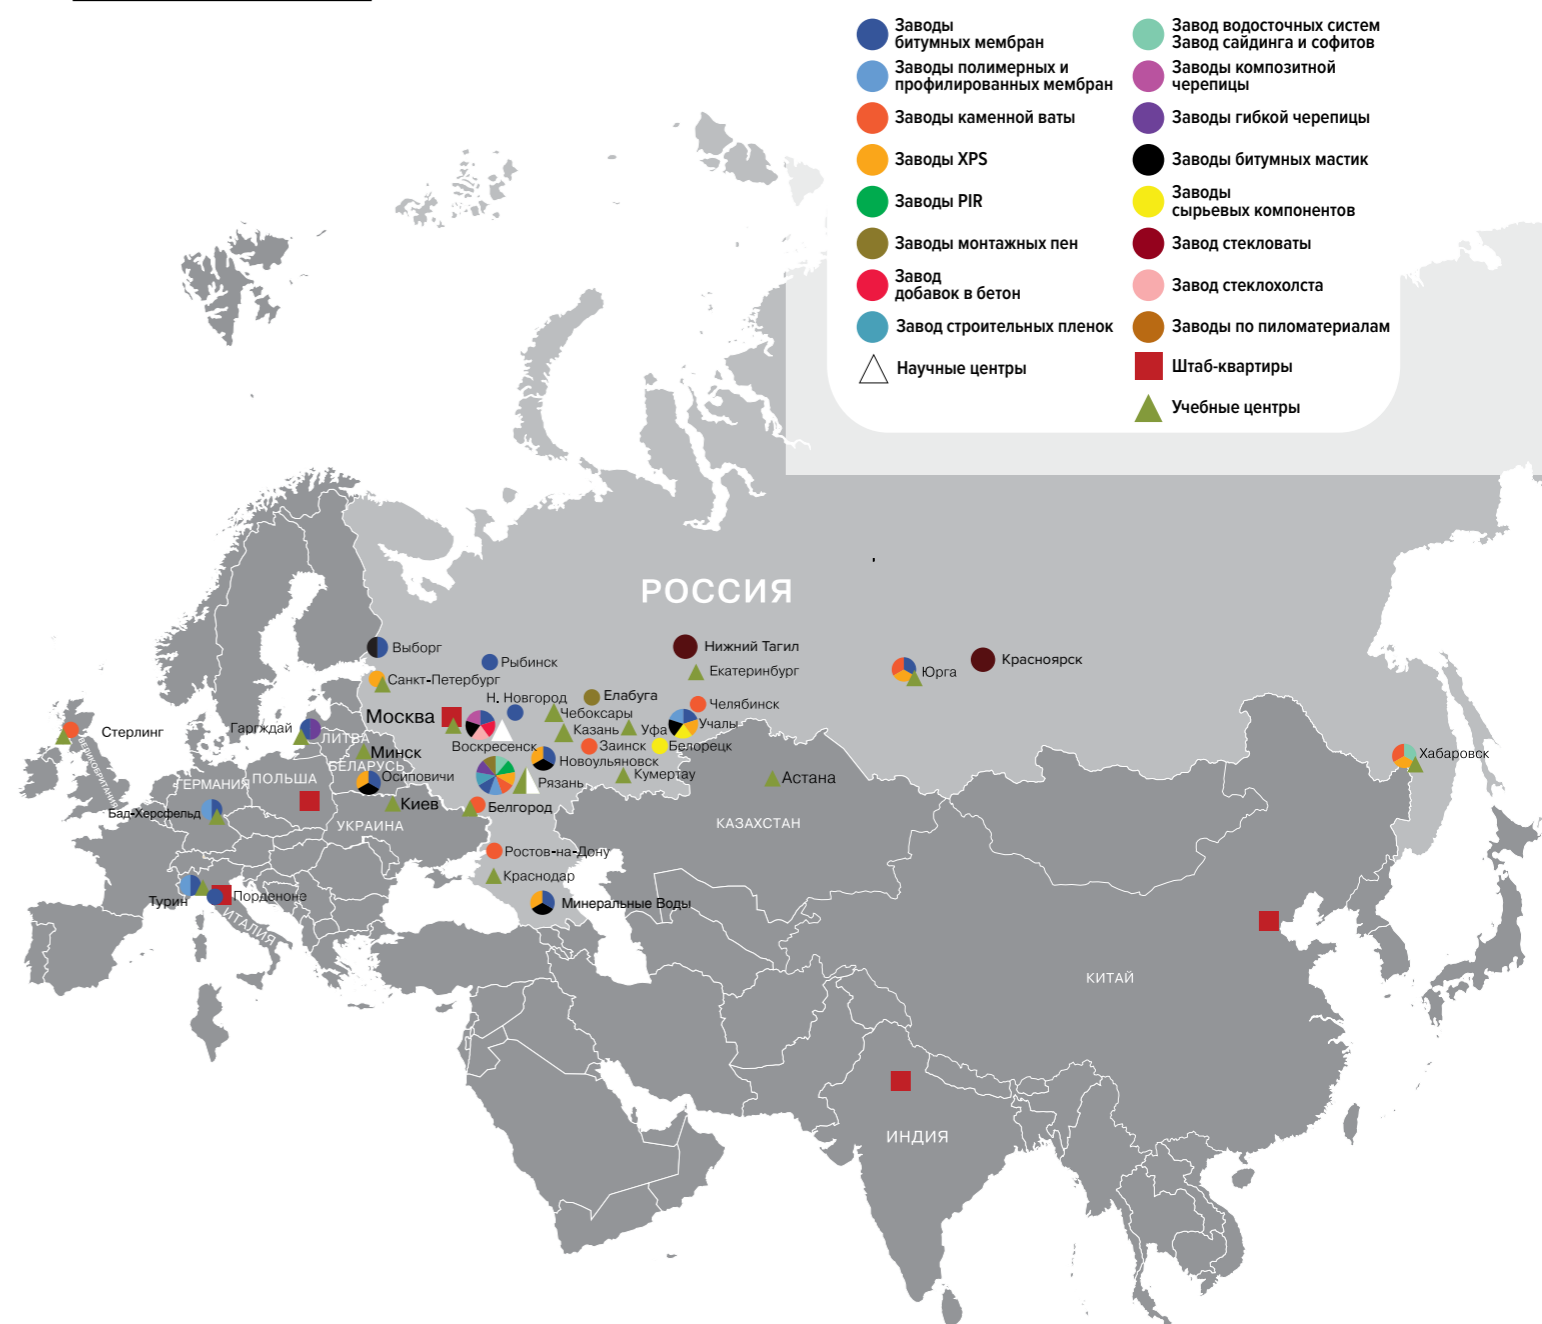 Заводы
битумных мембран
Заводы полимерных и
профилированных мембран
Заводы каменной ваты
Заводы XPS
Заводы PIR
Заводы монтажных пен
Завод
добавок в бетон
Завод строительных пленок
Научные центры
Завод водосточных систем
Завод сайдинга и софитов
Заводы композитной
черепицы
Заводы гибкой черепицы
Заводы битумных мастик
Заводы
сырьевых компонентов
Завод стекловаты
Завод стеклохолста
Заводы по пиломатериалам
Штаб-квартиры
Учебные центры
РОССИЯ
Выборг
Рыбинск
Нижний Тагил
Екатеринбург
Юрга
Красноярск
Санкт-Петербург
Н. Новгород
Елабуга
Челябинск
Москва
Чебоксары
Казань
Уфа
Учалы
Стерлинг
ВЕЛИКОБРИТАНИЯ
Гаргждай
ЛИТВА
Минск
Воскресенск
Заинск
Белорецк
Хабаровск
БЕЛАРУСЬ
Новоульяновск
Осиповичи
ГЕРМАНИЯ
ПОЛЬША
Рязань
Кумертау
Астана
Бад-Херсфельд
Киев
Белгород
УКРАИНА
КАЗАХСТАН
Ростов-на-Дону
Краснодар
Турин
Порденоне
ИТАЛИЯ
Минеральные Воды
КИТАЙ
ИНДИЯ